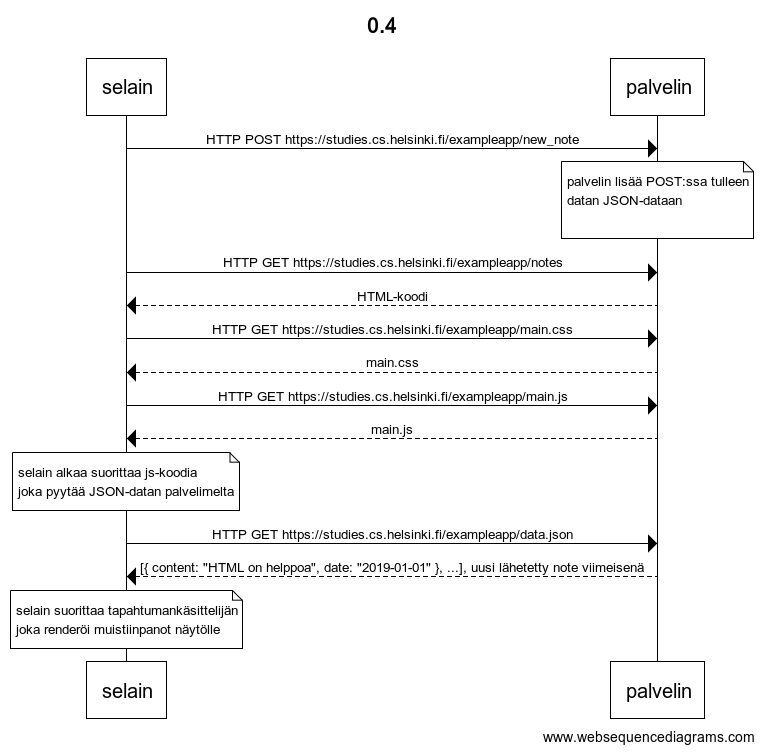 0.4
selain
palvelin
HTTP POST https://studies.cs.helsinki.fi/exampleapp/new_note
palvelin lisää POST:ssa tulleen
datan JSON-dataan
HTTP GET https://studies.cs.helsinki.fi/exampleapp/notes
HTML-koodi
HTTP GET https://studies.cs.helsinki.fi/exampleapp/main.css
main.css
HTTP GET https://studies.cs.helsinki.fi/exampleapp/main.js
main.js
selain alkaa suorittaa js-koodia
joka pyytää JSON-datan palvelimelta
HTTP GET https://studies.cs.helsinki.fi/exampleapp/data.json
[{ content: "HTML on helppoa", date: "2019-01-01" }, ...], uusi lähetetty note viimeisenä
selain suorittaa tapahtumankäsittelijän
joka renderöi muistiinpanot näytölle
selain
palvelin
www.websequencediagrams.com